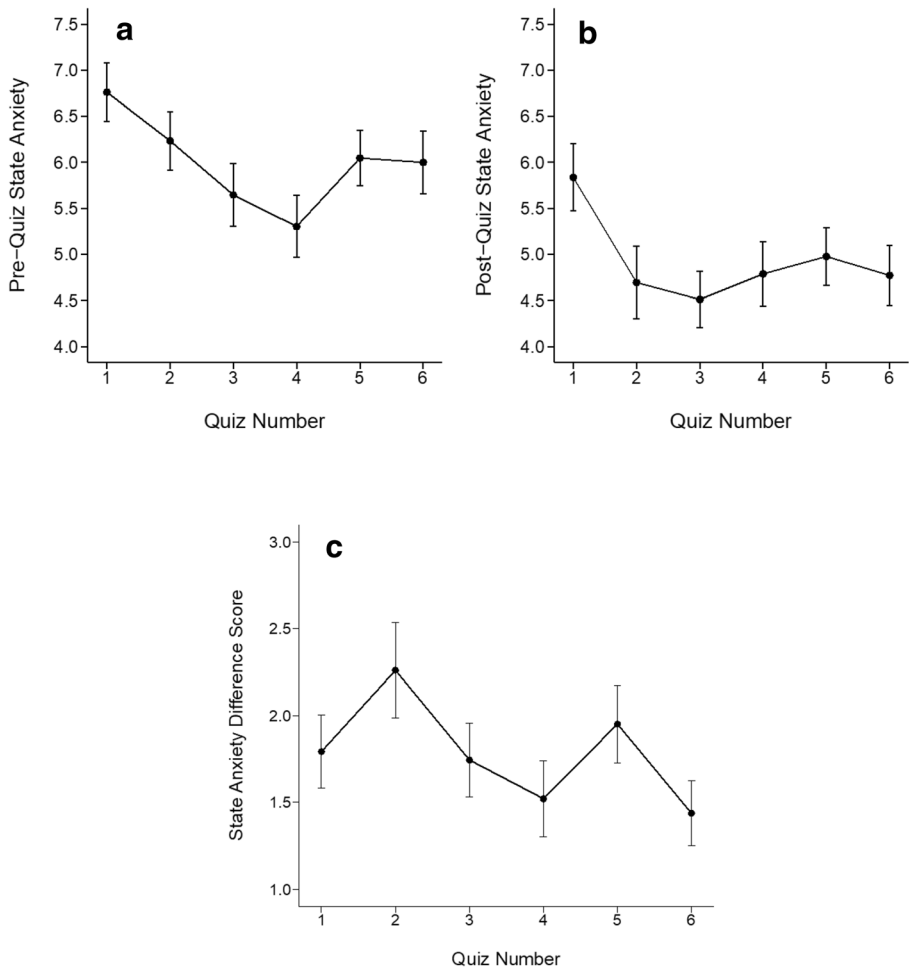 a
7.5
7.0
6.5
6.0
5.5
5.0
4.5
4.0
Pre−Quiz State Anxiety
1 2 3 4 5 6
Quiz Number
b
7.5
7.0
6.5
6.0
5.5
5.0
4.5
4.0
Post−Quiz State Anxiety
1 2 3 4 5 6
Quiz Number
c
3.0
2.5
2.0
1.5
1.0
State Anxiety Difference Score
1 2 3 4 5 6
Quiz Number